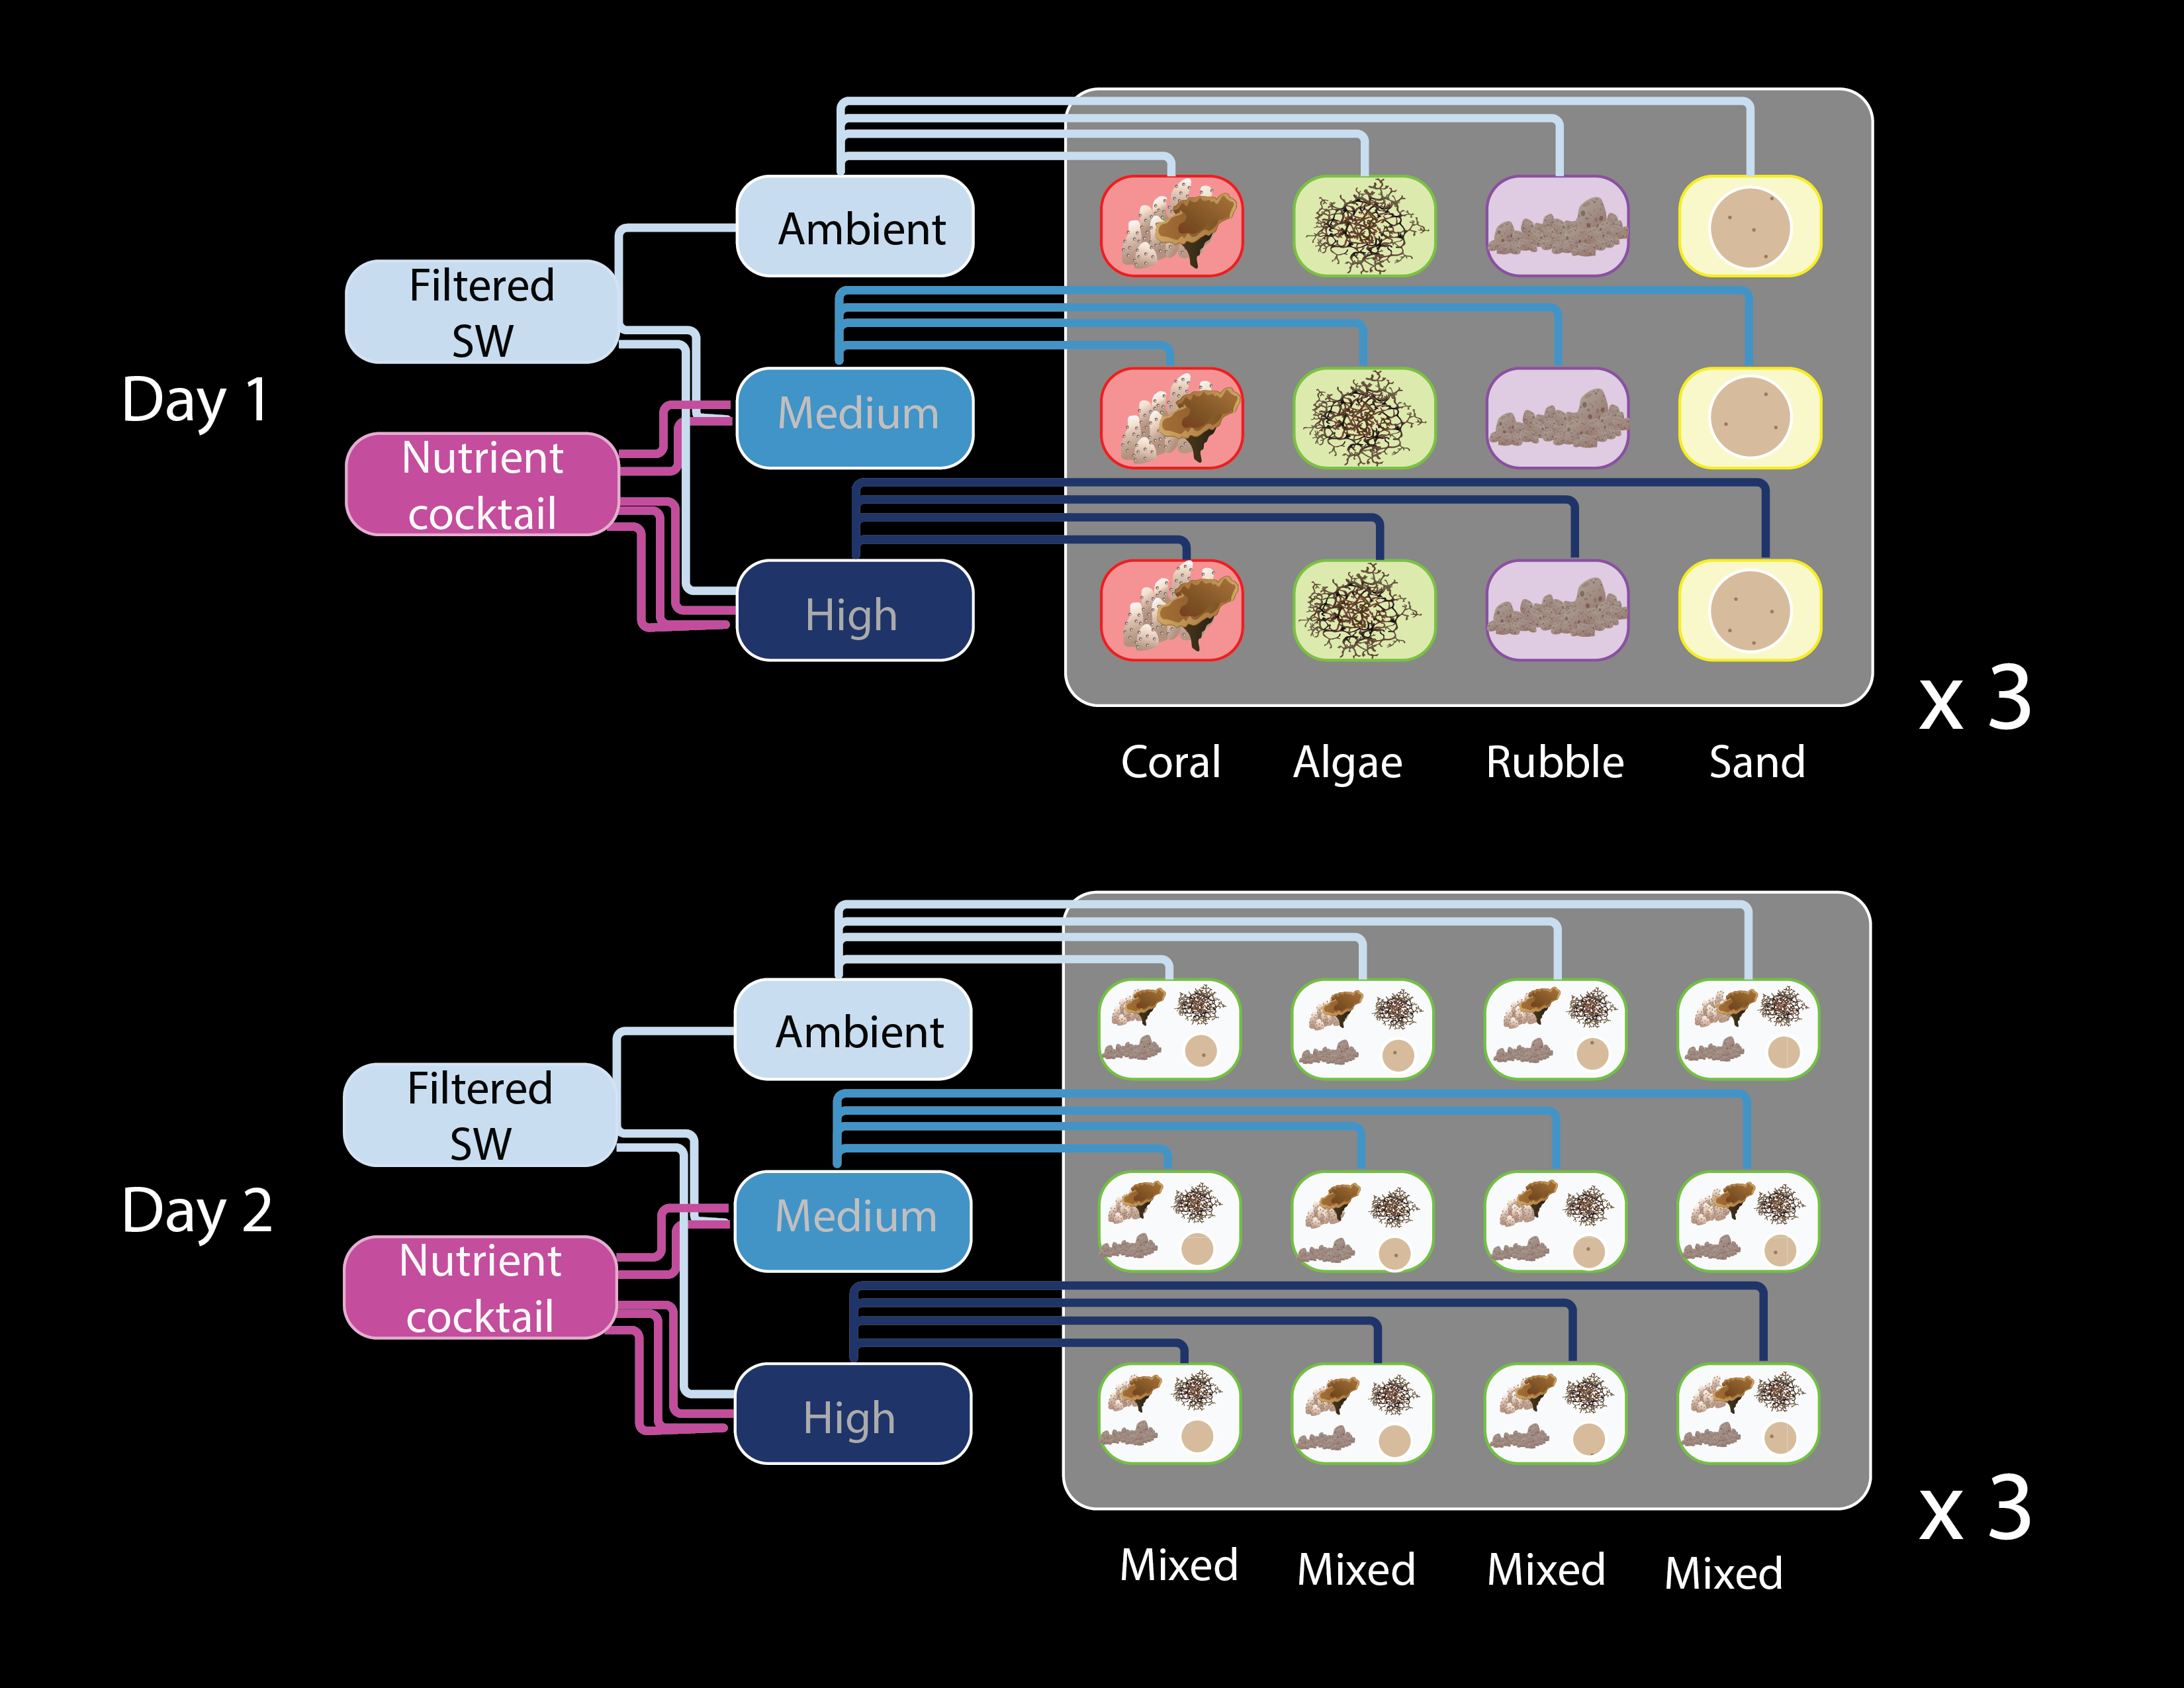 Day 1
Filtered
SW
Nutrient
cocktail
Ambient
Medium
High
Coral Algae Rubble Sand
x 3
Day 2
Filtered
SW
Nutrient
cocktail
Ambient
Medium
High
Mixed Mixed Mixed Mixed
x 3